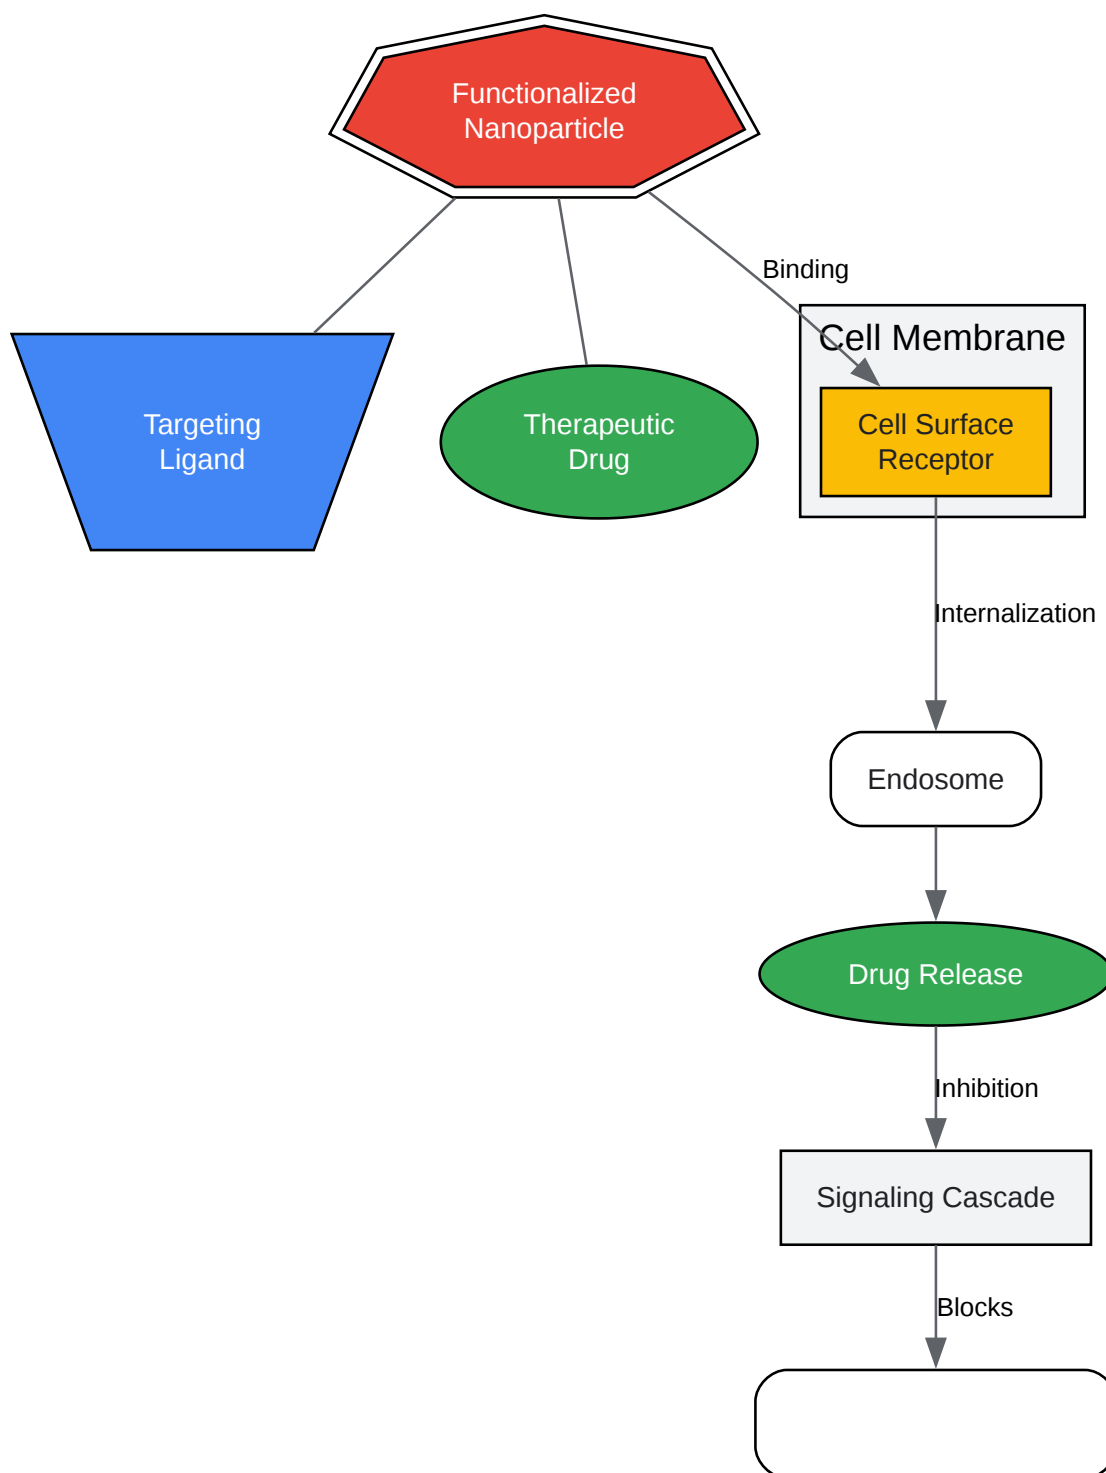 Functionalized
Nanoparticle
Binding
Cell Membrane
Targeting
Ligand
Therapeutic
Drug
Cell Surface
Receptor
Internalization
Endosome
Drug Release
Inhibition
Signaling Cascade
Blocks